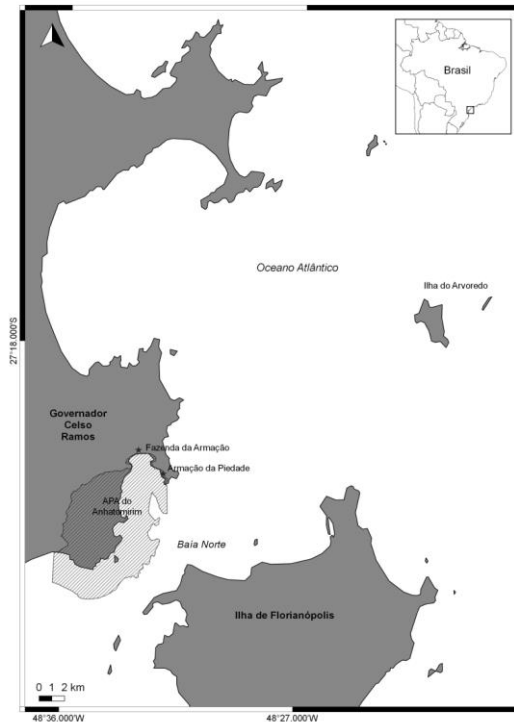 Brasil
Oceano Atlântico
Ilha do Arvoredo
27°18.000'S
Governador
Celso
Ramos
Fazenda da Armação
Armação da Piedade
APA do
Anhatomirim
Baía Norte
Ilha de Florianópolis
0 1 2 km
48°36.000'W
48°27.000'W